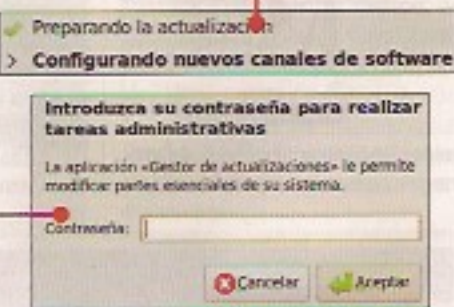 Preparando la actualización
> Configurando nuevos canales de software
Introduzca su contraseña para realizar
tareas administrativas
La aplicación «Gestor de actualizaciones» le permite
modificar partes esenciales de su sistema.
Contraseña:
Cancelar Aceptar